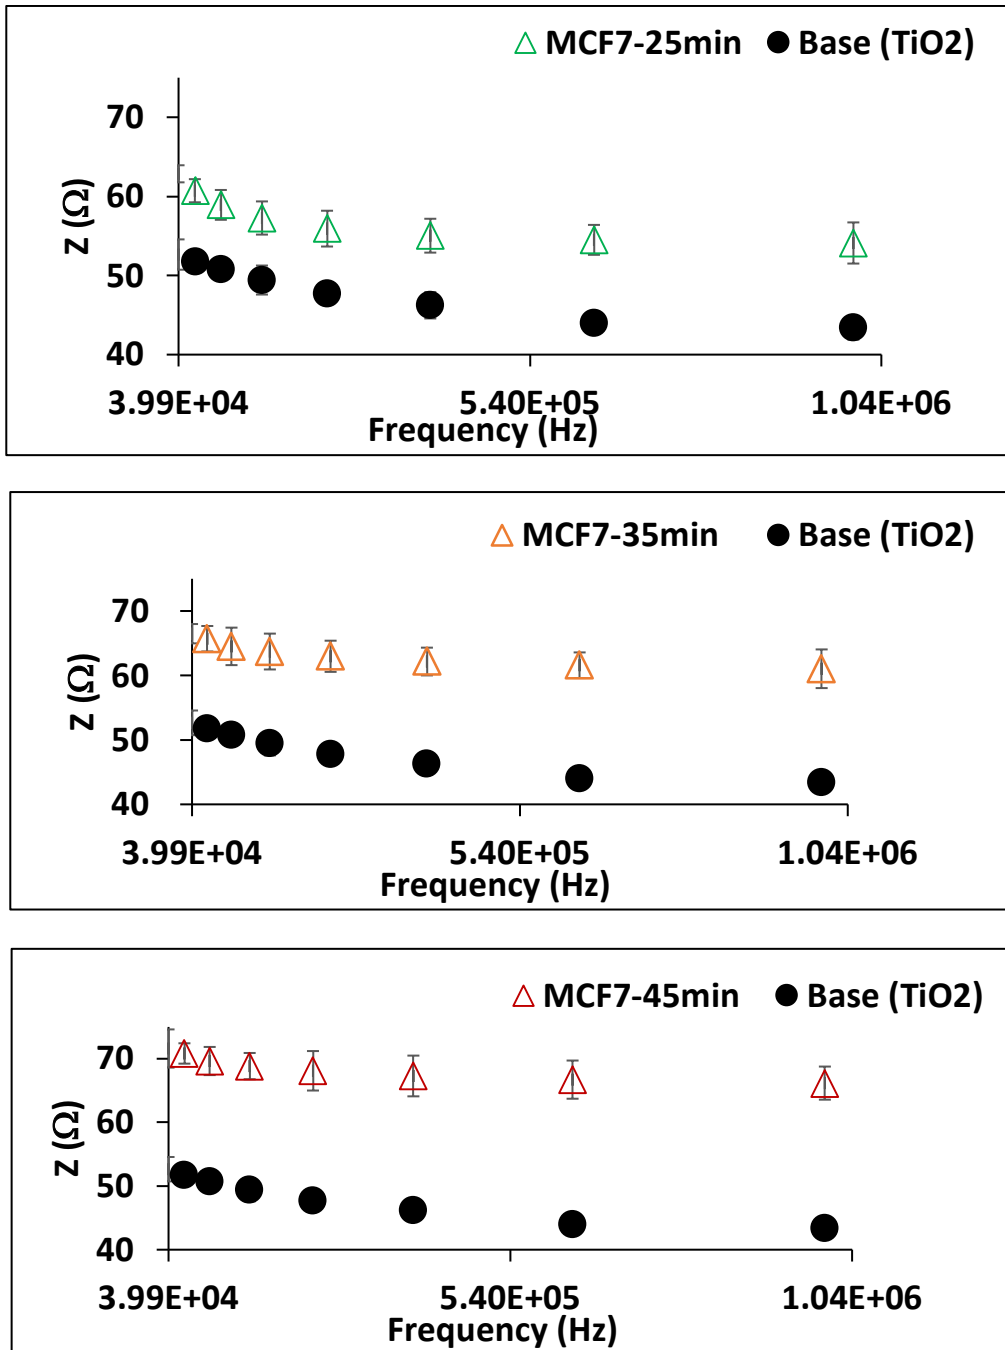 MCF7-25min Base (TiO2)
70
60
50
40
Z (Ω)
3.99E+04 5.40E+05 1.04E+06
Frequency (Hz)
MCF7-35min Base (TiO2)
70
60
50
40
Z (Ω)
3.99E+04 5.40E+05 1.04E+06
Frequency (Hz)
MCF7-45min Base (TiO2)
70
60
50
40
Z (Ω)
3.99E+04 5.40E+05 1.04E+06
Frequency (Hz)